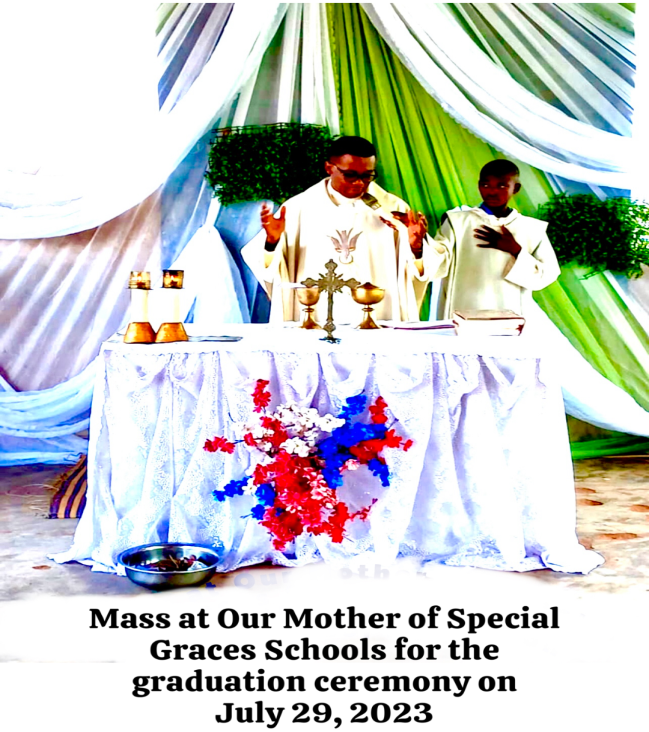 Mass at Our Mother of Special
Graces Schools for the
graduation ceremony on
July 29, 2023